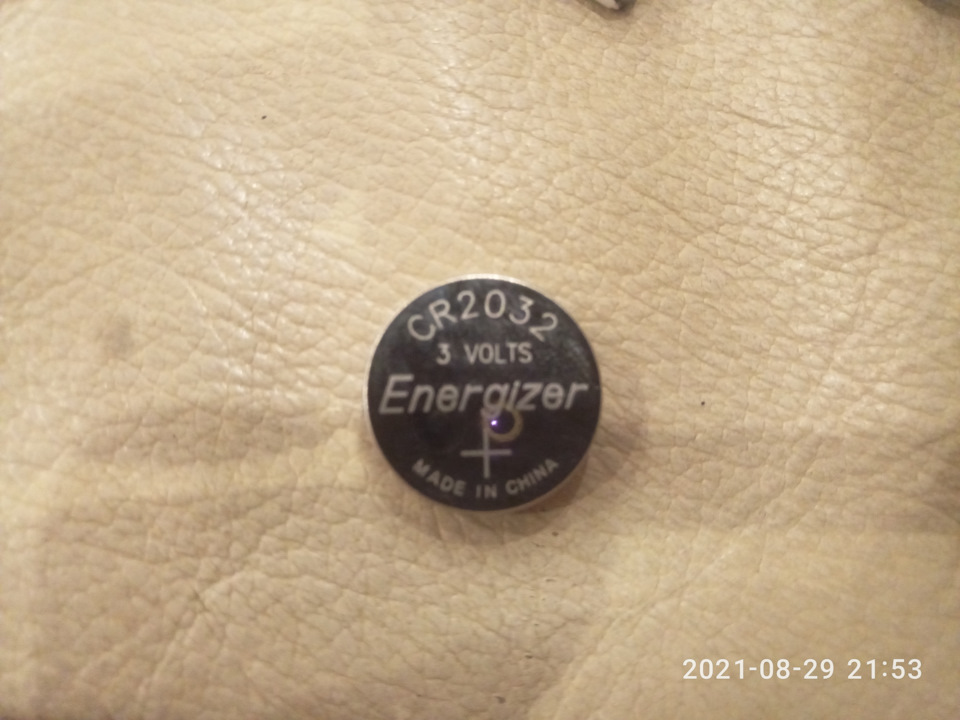 CR2032
3 VOLTS
Energizer
+
MADE IN CHINA
2021-08-29 21:53